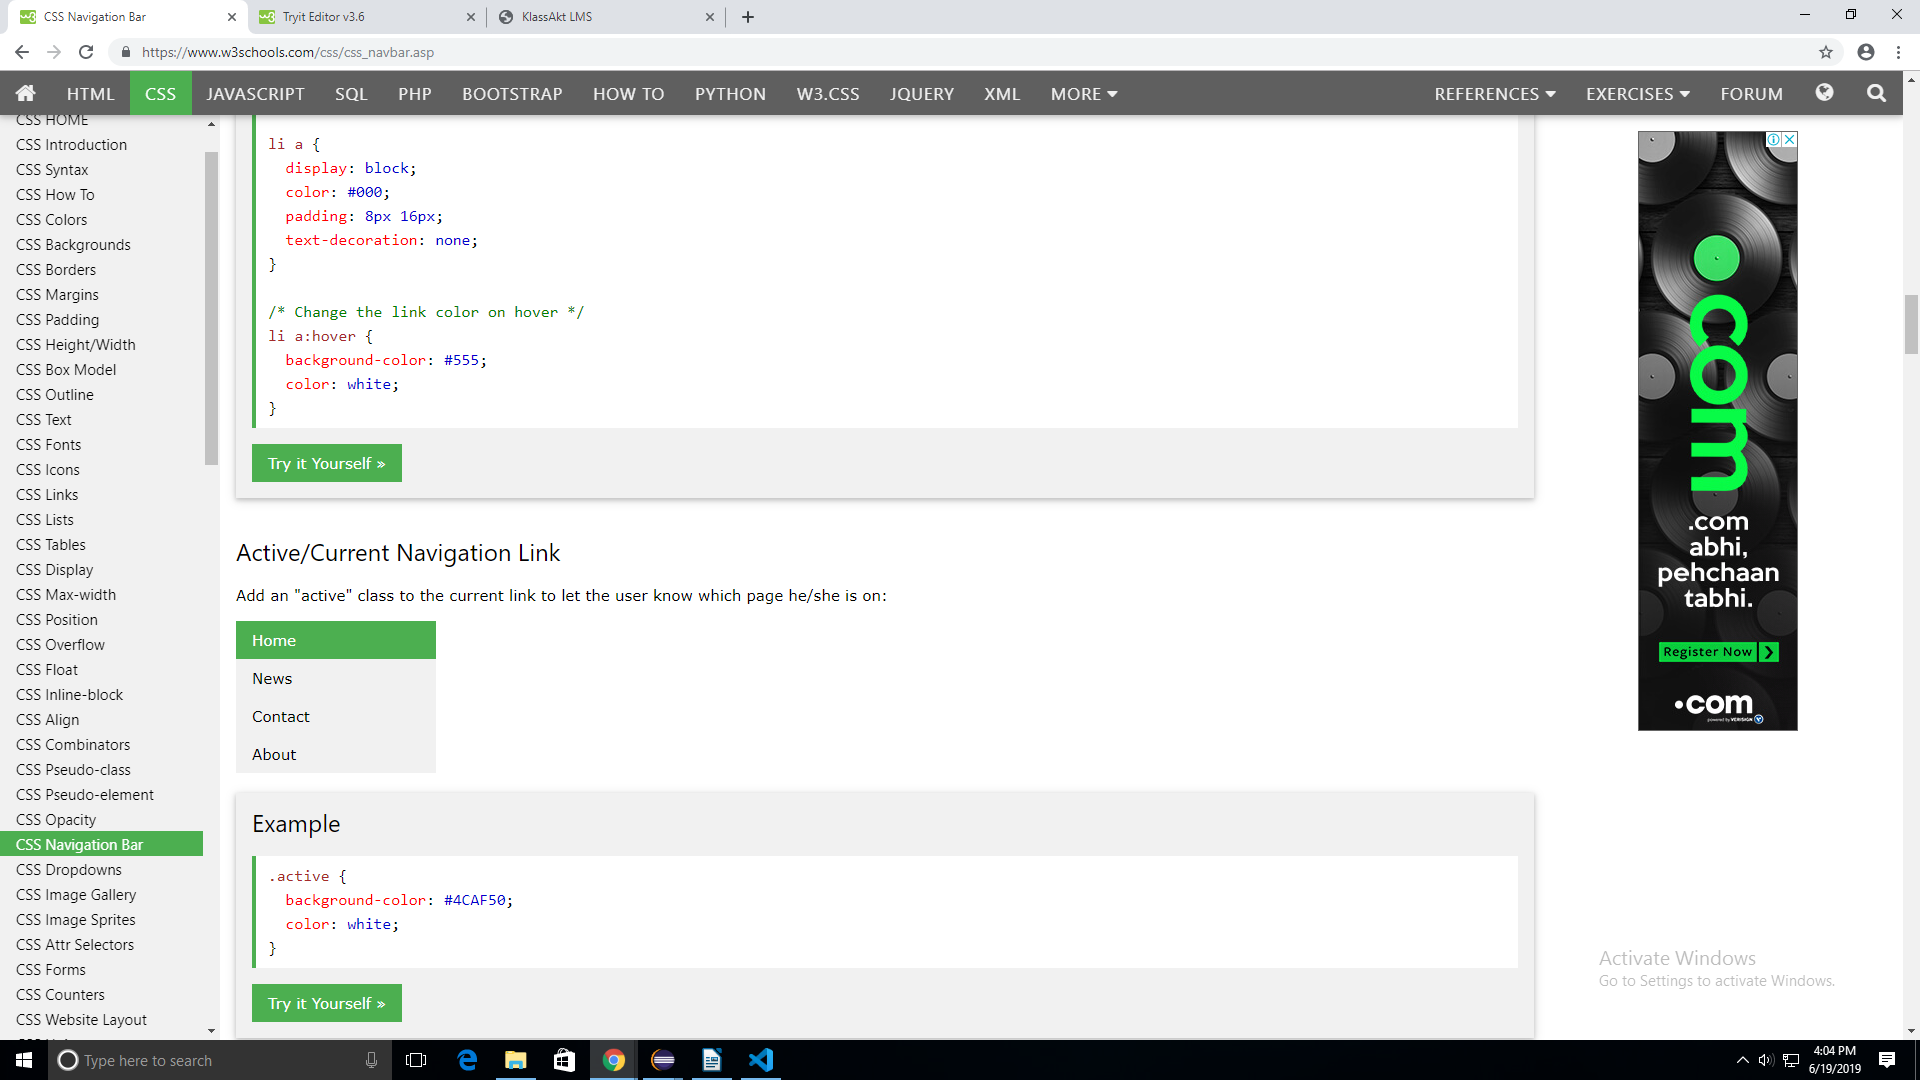 CSS Navigation Bar
Tryit Editor v3.6
KlassAkt LMS
https://www.w3schools.com/css/css_navbar.asp
HTML CSS JAVASCRIPT SQL PHP BOOTSTRAP HOW TO PYTHON W3.CSS JQUERY XML MORE REFERENCES EXERCISES FORUM
CSS HOME
CSS Introduction
CSS Syntax
CSS How To
CSS Colors
CSS Backgrounds
CSS Borders
CSS Margins
CSS Padding
CSS Height/Width
CSS Box Model
CSS Outline
CSS Text
CSS Fonts
CSS Icons
CSS Links
CSS Lists
CSS Tables
CSS Display
CSS Max-width
CSS Position
CSS Overflow
CSS Float
CSS Inline-block
CSS Align
CSS Combinators
CSS Pseudo-class
CSS Pseudo-element
CSS Opacity
CSS Navigation Bar
CSS Dropdowns
CSS Image Gallery
CSS Image Sprites
CSS Attr Selectors
CSS Forms
CSS Counters
CSS Website Layout
li a {
display: block;
color: #000;
padding: 8px 16px;
text-decoration: none;
}
/* Change the link color on hover */
li a:hover {
background-color: #555;
color: white;
}
Try it Yourself »
Active/Current Navigation Link
Add an "active" class to the current link to let the user know which page he/she is on:
Home
News
Contact
About
Example
.active {
background-color: #4CAF50;
color: white;
}
Try it Yourself »
.com
.com
abhi,
pehchaan
tabhi.
Register Now
.com
powered by VERISIGN
Activate Windows
Go to Settings to activate Windows.
Type here to search
4:04 PM
6/19/2019